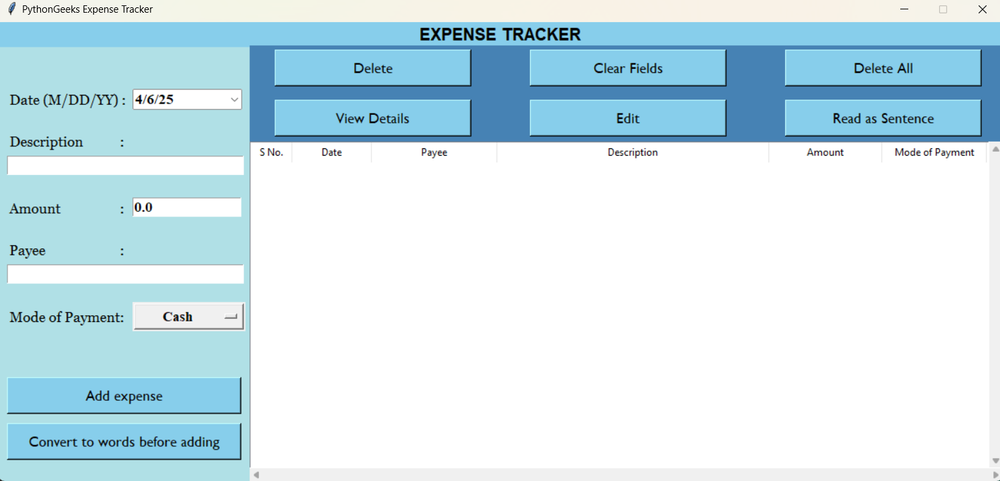 PythonGeeks Expense Tracker
EXPENSE TRACKER
Date (M/DD/YY) : 4/6/25
Description :
Amount : 0.0
Payee :
Mode of Payment: Cash
Add expense
Convert to words before adding
Delete Clear Fields Delete All
View Details Edit Read as Sentence
S No. Date Payee Description Amount Mode of Payment